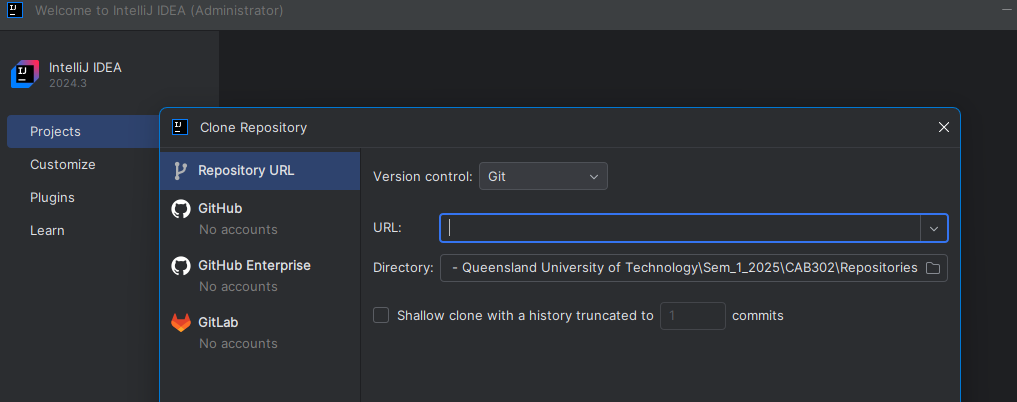 Welcome to IntelliJ IDEA (Administrator)
IJ
IntelliJ IDEA
2024.3
Projects
Customize
Plugins
Learn
Clone Repository
Repository URL
GitHub
No accounts
GitHub Enterprise
No accounts
GitLab
No accounts
Version control: Git
URL:
Directory: - Queensland University of Technology\Sem_1_2025\CAB302\Repositories
Shallow clone with a history truncated to 1 commits